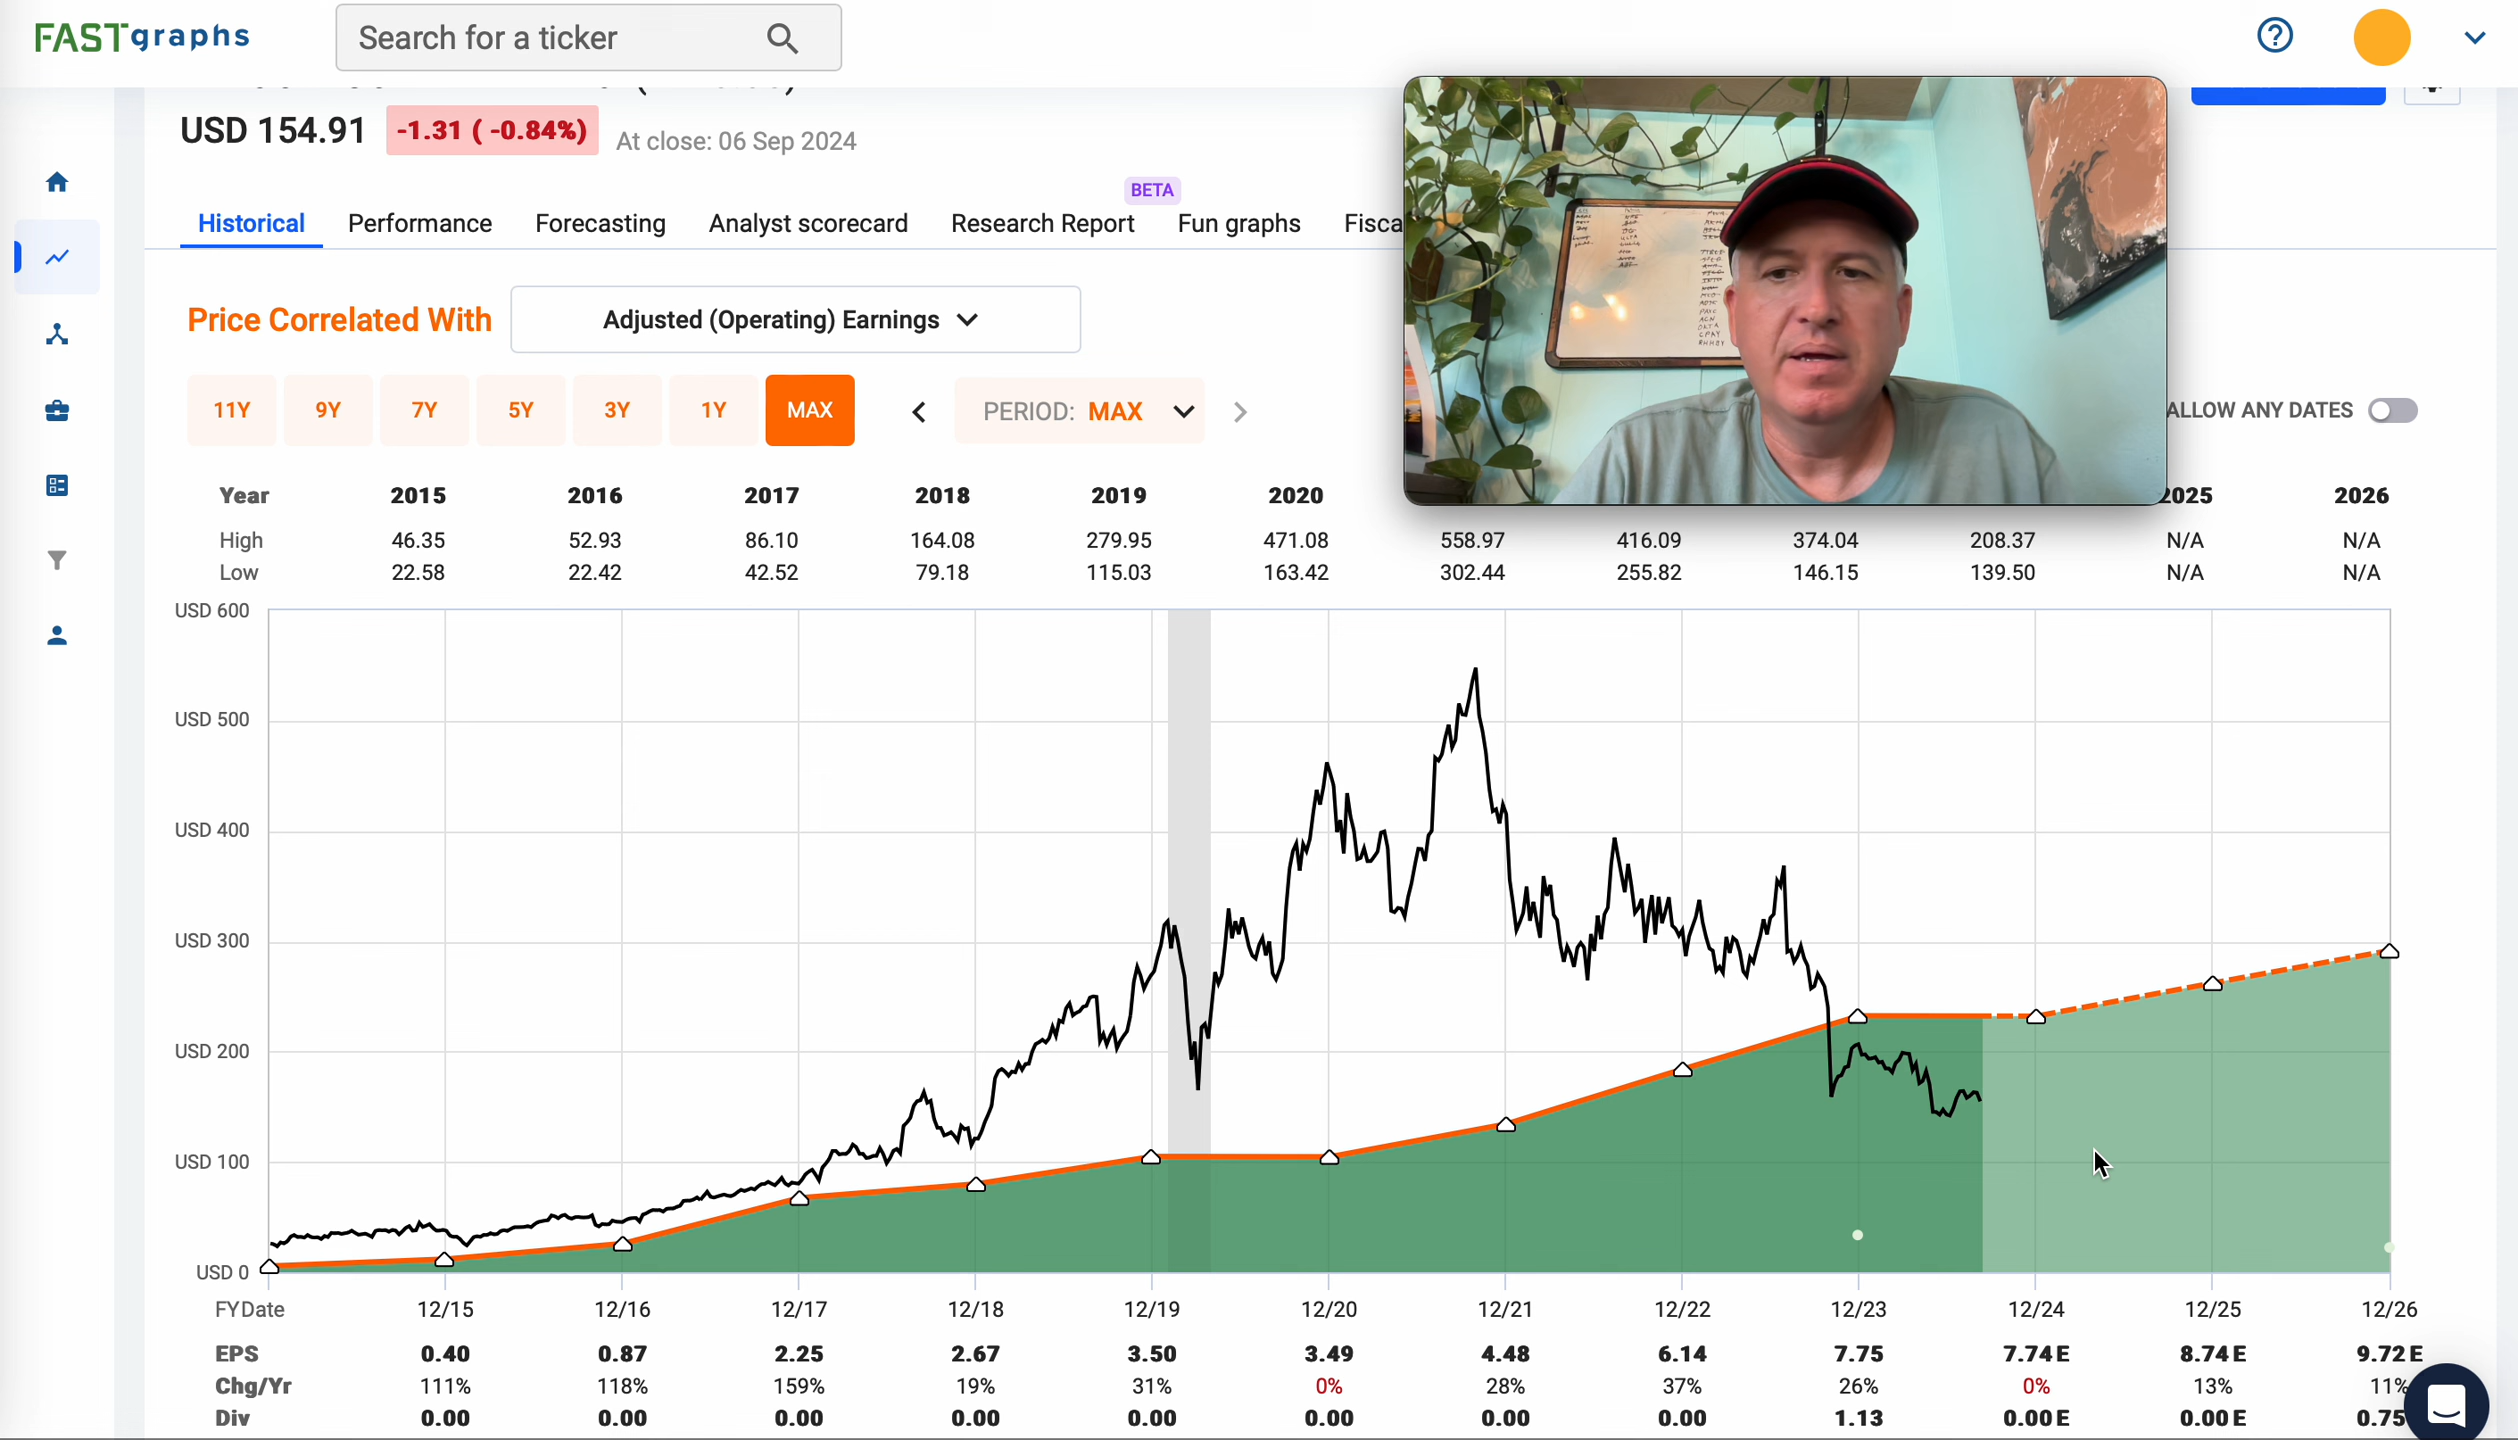 FASTgraphs
Search for a ticker
USD 154.91 -1.31 ( -0.84%) At close: 06 Sep 2024
BETA
Historical Performance Forecasting Analyst scorecard Research Report Fun graphs Fisca
Price Correlated With Adjusted (Operating) Earnings
11Y 9Y 7Y 5Y 3Y 1Y MAX PERIOD: MAX ALLOW ANY DATES
Year 2015 2016 2017 2018 2019 2020 2025 2026
High 46.35 52.93 86.10 164.08 279.95 471.08 558.97 416.09 374.04 208.37 N/A N/A
Low 22.58 22.42 42.52 79.18 115.03 163.42 302.44 255.82 146.15 139.50 N/A N/A
USD 600
USD 500
USD 400
USD 300
USD 200
USD 100
USD 0
FYDate 12/15 12/16 12/17 12/18 12/19 12/20 12/21 12/22 12/23 12/24 12/25 12/26
EPS 0.40 0.87 2.25 2.67 3.50 3.49 4.48 6.14 7.75 7.74E 8.74E 9.72E
Chg/Yr 111% 118% 159% 19% 31% 0% 28% 37% 26% 0% 13% 11%
Div 0.00 0.00 0.00 0.00 0.00 0.00 0.00 0.00 1.13 0.00E 0.00E 0.75